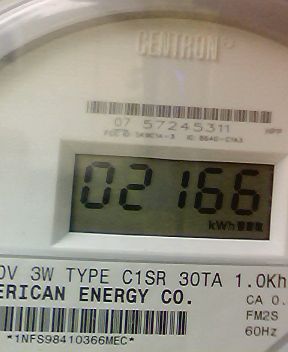 CENTRON®
07 57245311 HPP
02166
kWh
0V 3W TYPE C1SR 30TA 1.0Kh
ERICAN ENERGY CO.
CA 0.
FM2S
60Hz
*1NFS98410366MEC*